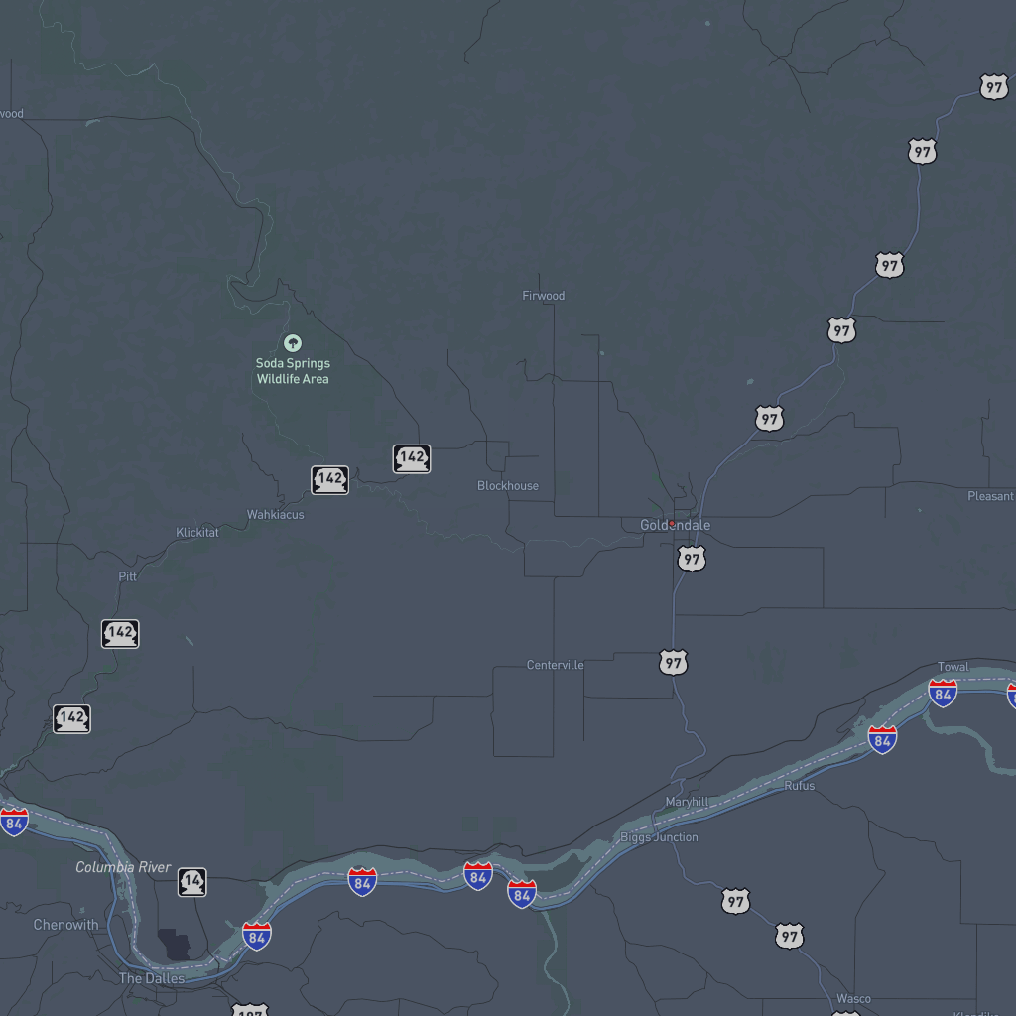 97
wood
97
97
Firwood
97
Soda Springs
Wildlife Area
97
142
142
Blockhouse
Pleasant
Wahkiacus
Goldendale
Klickitat
97
Pitt
142
Centerville
97
Towal
84
142
84
Rufus
Maryhill
84
Biggs Junction
Columbia River
84
84
14
84
97
Cherowith
84
97
The Dalles
Wasco